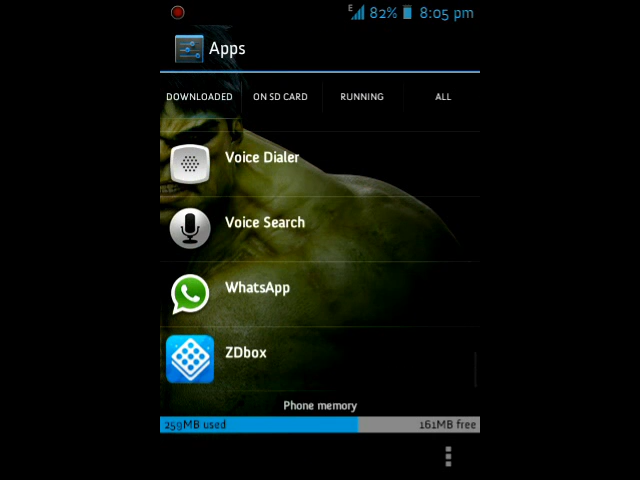 E 82% 8:05 pm
Apps
DOWNLOADED ON SD CARD RUNNING ALL
Voice Dialer
Voice Search
WhatsApp
ZDbox
Phone memory
259MB used 161MB free